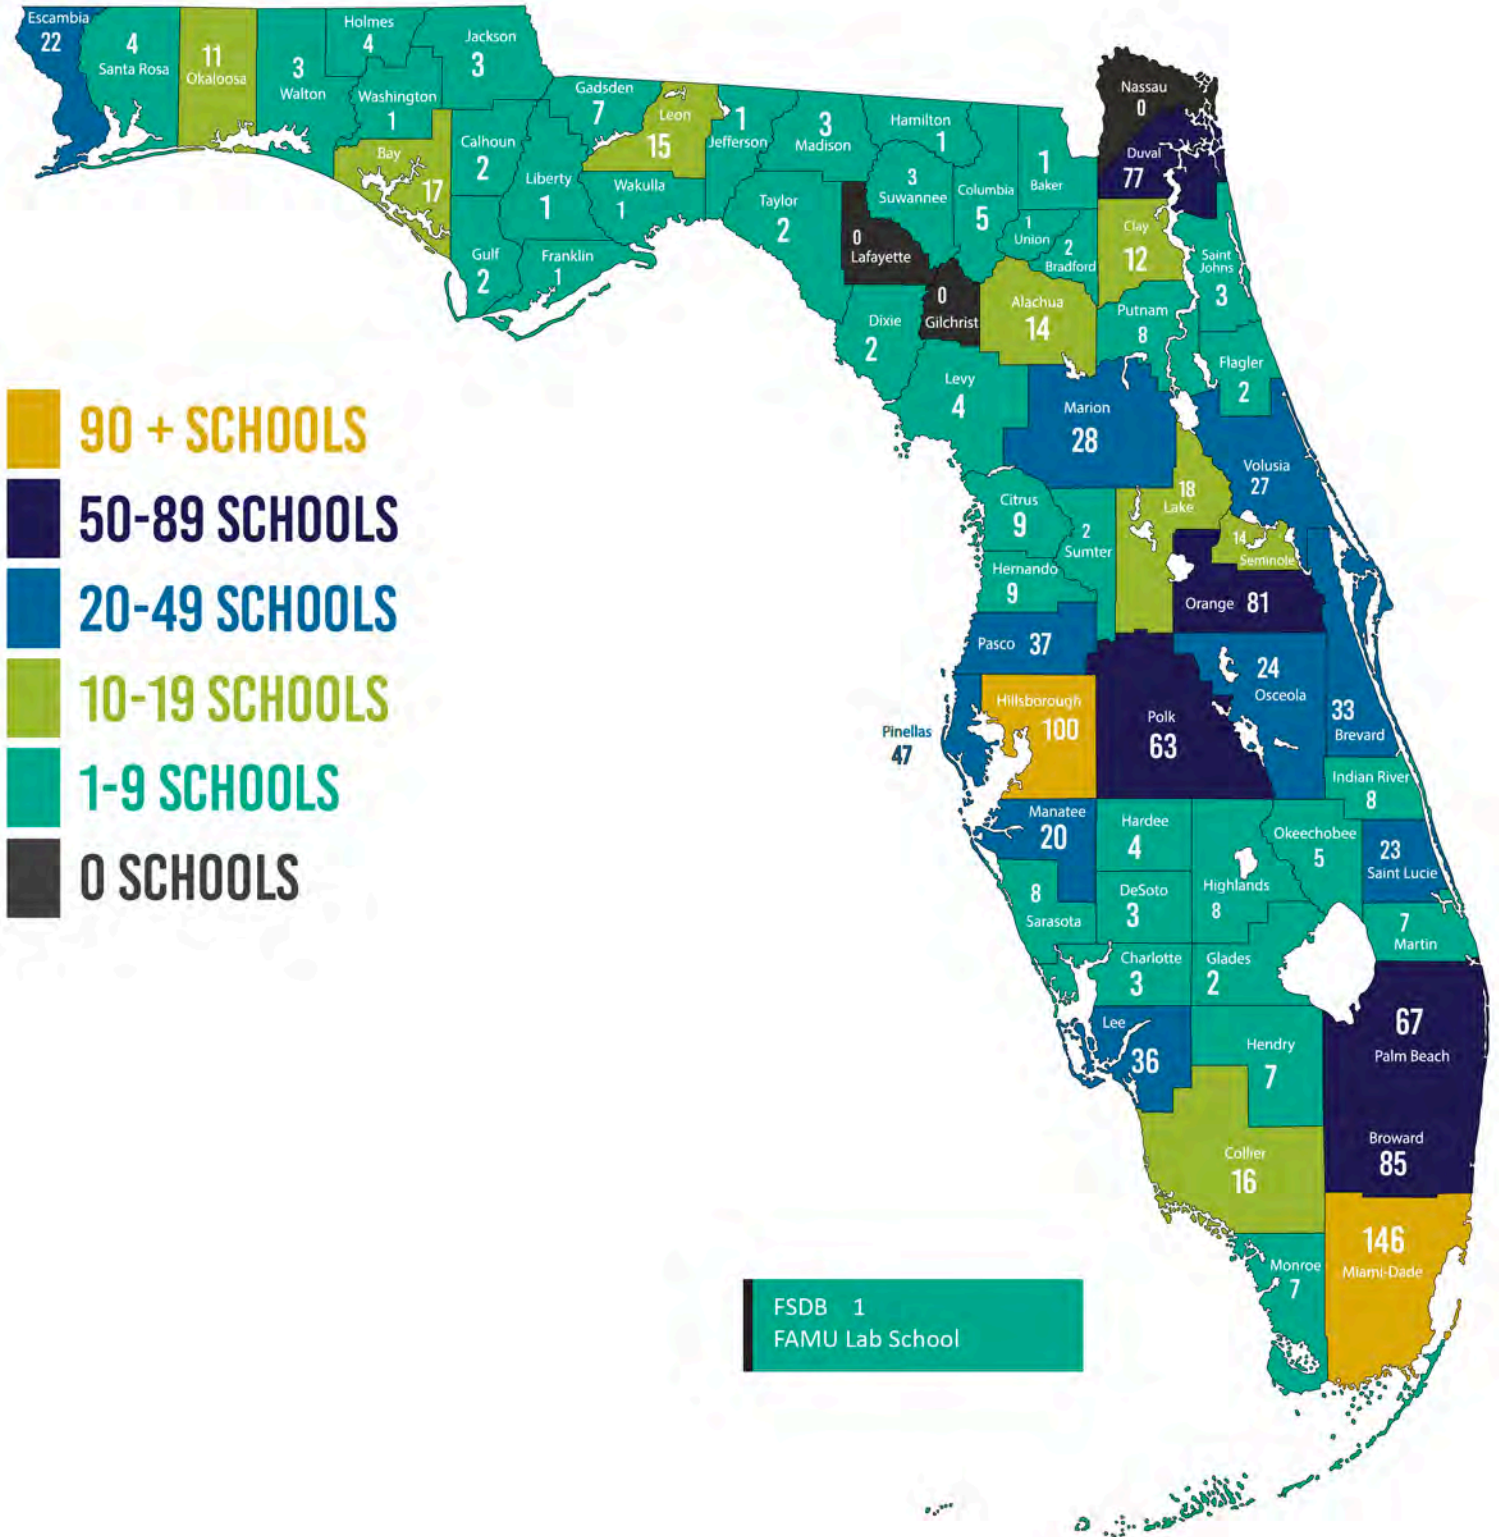 Escambia
22
4
Santa Rosa
11
Okaloosa
3
Walton
Holmes
4
Washington
1
Jackson
3
Bay
17
Calhoun
2
Gulf
2
Liberty
1
Franklin
1
Gadsden
7
Leon
15
Wakulla
1
1
Jefferson
3
Madison
Taylor
2
Hamilton
1
3
Suwannee
0
Lafayette
Columbia
5
1
Baker
1
Union
2
Bradford
Nassau
0
Duval
77
Clay
12
Saint
Johns
3
0
Gilchrist
Alachua
14
Putnam
8
Dixie
2
Levy
4
Flagler
2
Marion
28
Volusia
27
18
Lake
14
Seminole
Citrus
9
2
Sumter
Hernando
9
Orange 81
Pasco 37
24
Osceola
33
Brevard
Hillsborough
100
Polk
63
Pinellas
47
Indian River
8
Manatee
20
Hardee
4
Okeechobee
5
23
Saint Lucie
8
Sarasota
DeSoto
3
Highlands
8
7
Martin
Charlotte
3
Glades
2
Lee
36
Hendry
7
67
Palm Beach
Broward
85
Collier
16
146
Miami-Dade
Monroe
7
90 + SCHOOLS
50-89 SCHOOLS
20-49 SCHOOLS
10-19 SCHOOLS
1-9 SCHOOLS
0 SCHOOLS
FSDB 1
FAMU Lab School